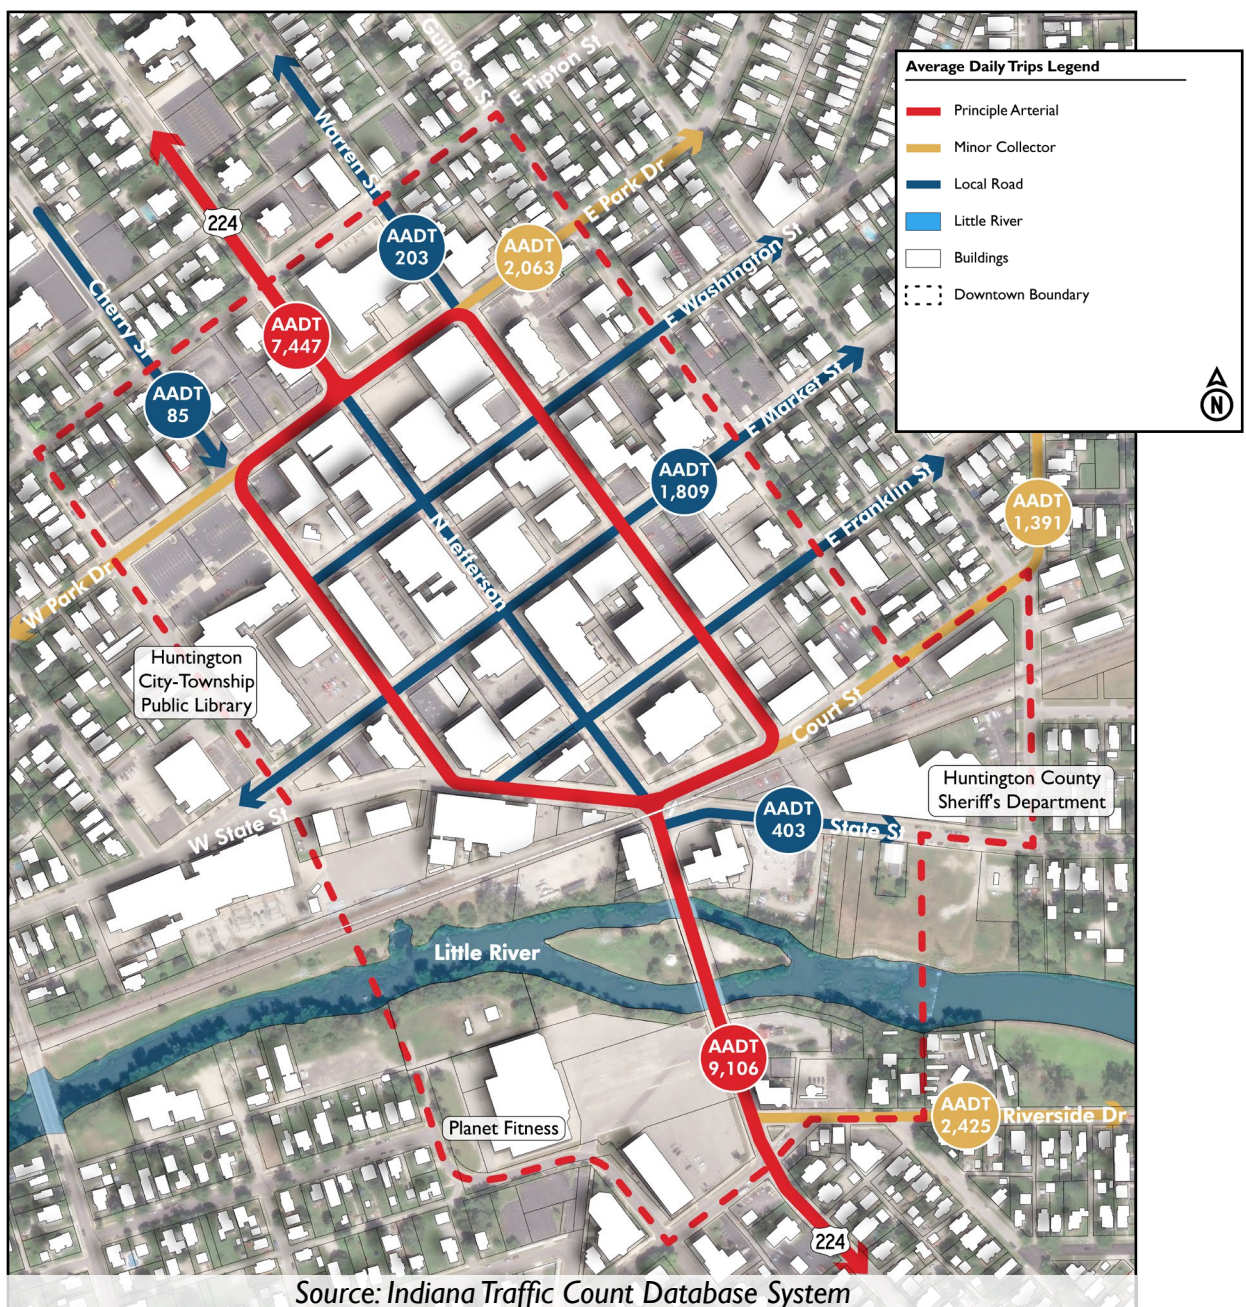 Average Daily Trips Legend
Principle Arterial
Minor Collector
Local Road
Little River
Buildings
Downtown Boundary
N
Guilford St
E Tipton St
Warren St
E Park Dr
224
AADT
203
AADT
2,063
E Washington St
Cherry St
AADT
7,447
AADT
85
E Market St
AADT
1,809
E Franklin St
AADT
1,391
N Jefferson
W Park Dr
Huntington
City-Township
Public Library
Court St
Huntington County
Sheriff's Department
W State St
AADT
403
State St
Little River
AADT
9,106
AADT
2,425
Riverside Dr
Planet Fitness
224
Source: Indiana Traffic Count Database System